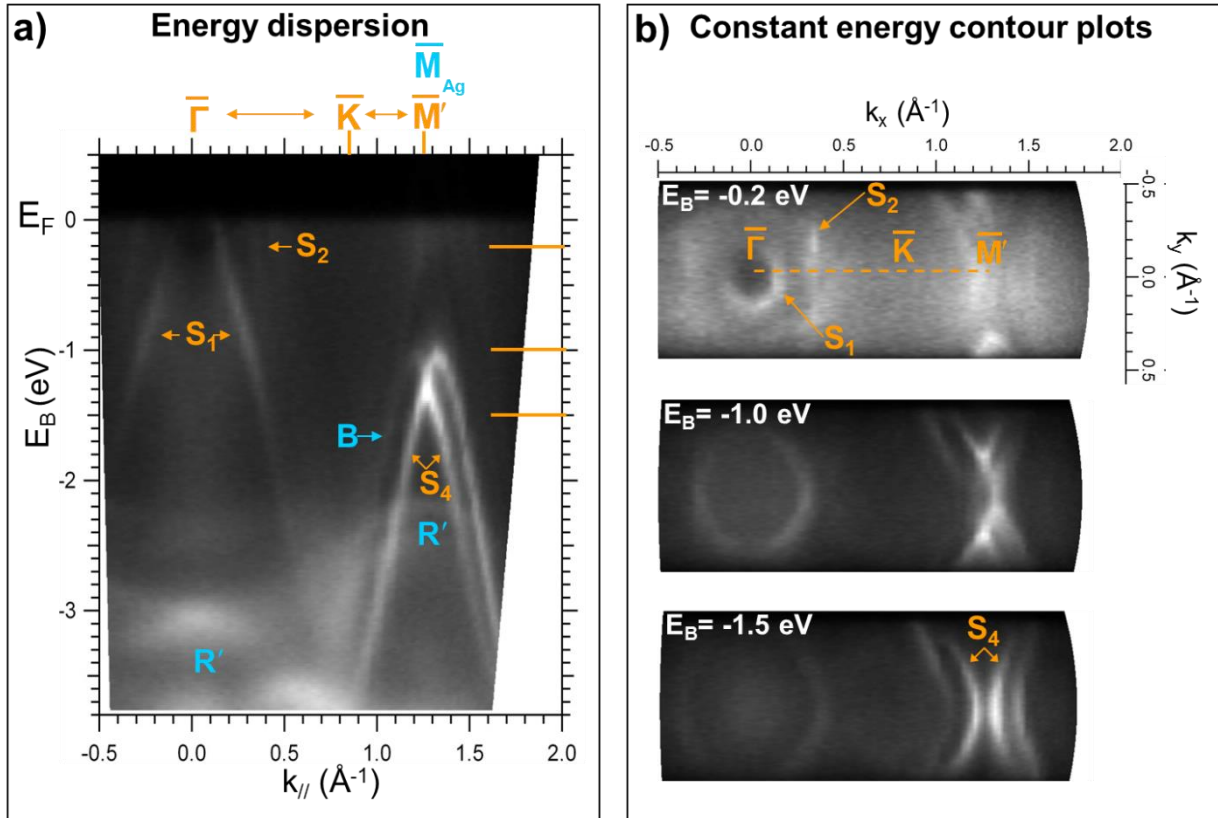 a) Energy dispersion
M̅Ag
Γ̅ K̅ M̅′
EF 0
S2
S1
-1
B
S4
-2
R′
-3
R′
EB (eV)
-0.5 0.0 0.5 1.0 1.5 2.0
k// (Å-1)
b) Constant energy contour plots
kx (Å-1)
-0.5 0.0 0.5 1.0 1.5 2.0
EB= -0.2 eV
S2
Γ̅ K̅ M̅′
S1
-0.5
0.0
0.5
ky (Å-1)
EB= -1.0 eV
EB= -1.5 eV
S4